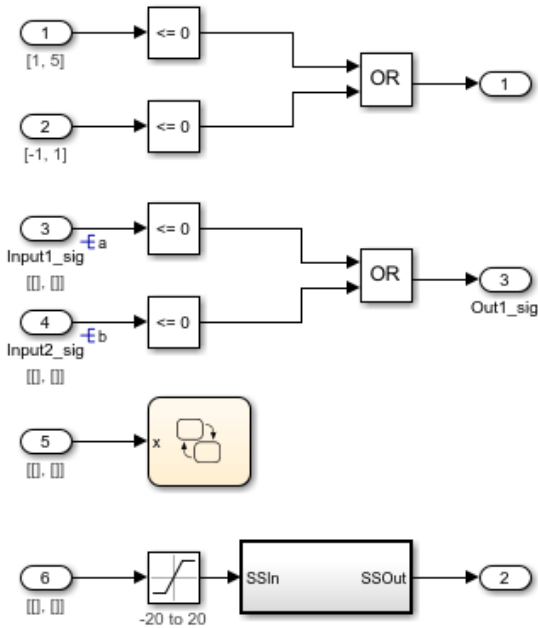 1
<= 0
[1, 5]
OR
1
2
<= 0
[-1, 1]
3
a
<= 0
Input1_sig
[[], []]
OR
3
Out1_sig
4
b
<= 0
Input2_sig
[[], []]
5
x
[[], []]
6
-20 to 20
SSIn
SSOut
2
[[], []]